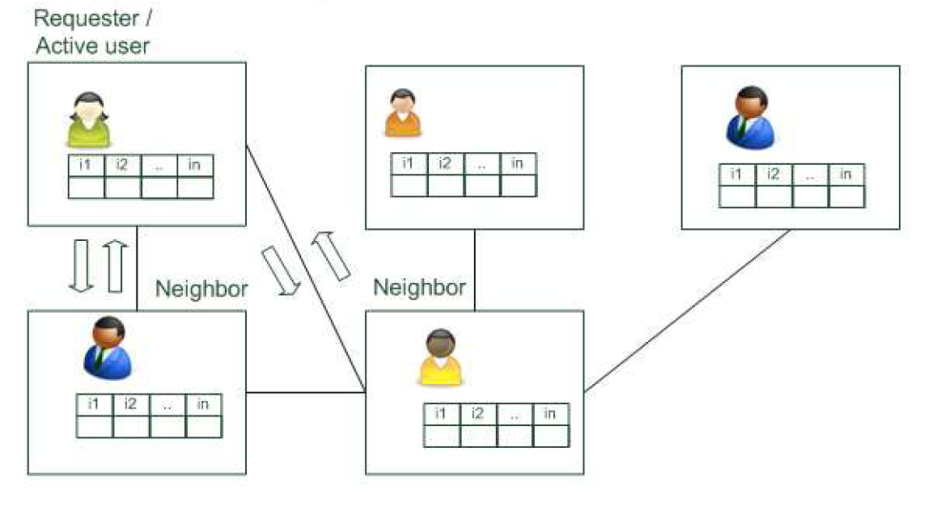 Requester /
Active user
i1 i2 .. in
i1 i2 .. in
i1 i2 .. in
Neighbor
Neighbor
i1 i2 .. in
i1 i2 .. in